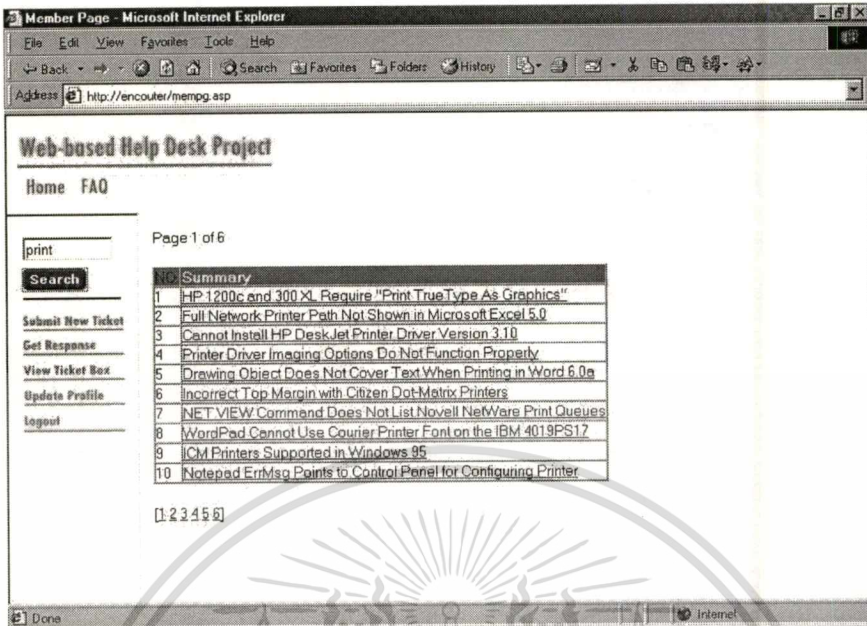 Member Page - Microsoft Internet Explorer
File Edit View Favorites Tools Help
Back Search Favorites Folders History
Address http://encouter/mempg.asp
Web-based Help Desk Project
Home FAQ
print
Search
Submit New Ticket
Get Response
View Ticket Box
Update Profile
Logout
Page 1 of 6
NO Summary
1 HP 1200c and 300 XL Require "Print TrueType As Graphics"
2 Full Network Printer Path Not Shown in Microsoft Excel 5.0
3 Cannot Install HP DeskJet Printer Driver Version 3.10
4 Printer Driver Imaging Options Do Not Function Properly
5 Drawing Object Does Not Cover Text When Printing in Word 6.0a
6 Incorrect Top Margin with Citizen Dot-Matrix Printers
7 NET VIEW Command Does Not List Novell NetWare Print Queues
8 WordPad Cannot Use Courier Printer Font on the IBM 4019PS17
9 ICM Printers Supported in Windows 95
10 Notepad ErrMsg Points to Control Panel for Configuring Printer
[1 2 3 4 5 6]
Done Internet